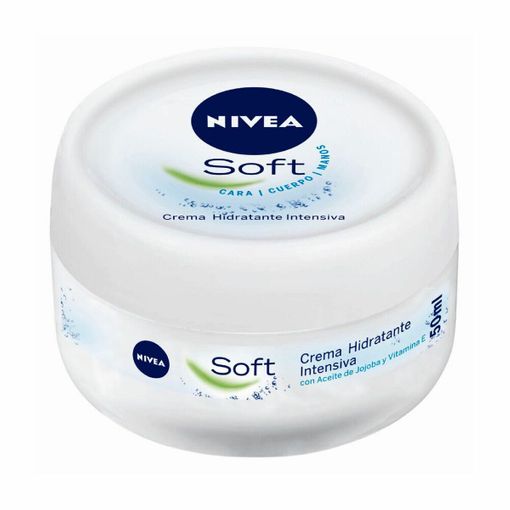 NIVEA
Soft
CARA | CUERPO | MANOS
Crema Hidratante Intensiva
NIVEA
Soft
Crema Hidratante
Intensiva
con Aceite de Jojoba y Vitamina E
50ml